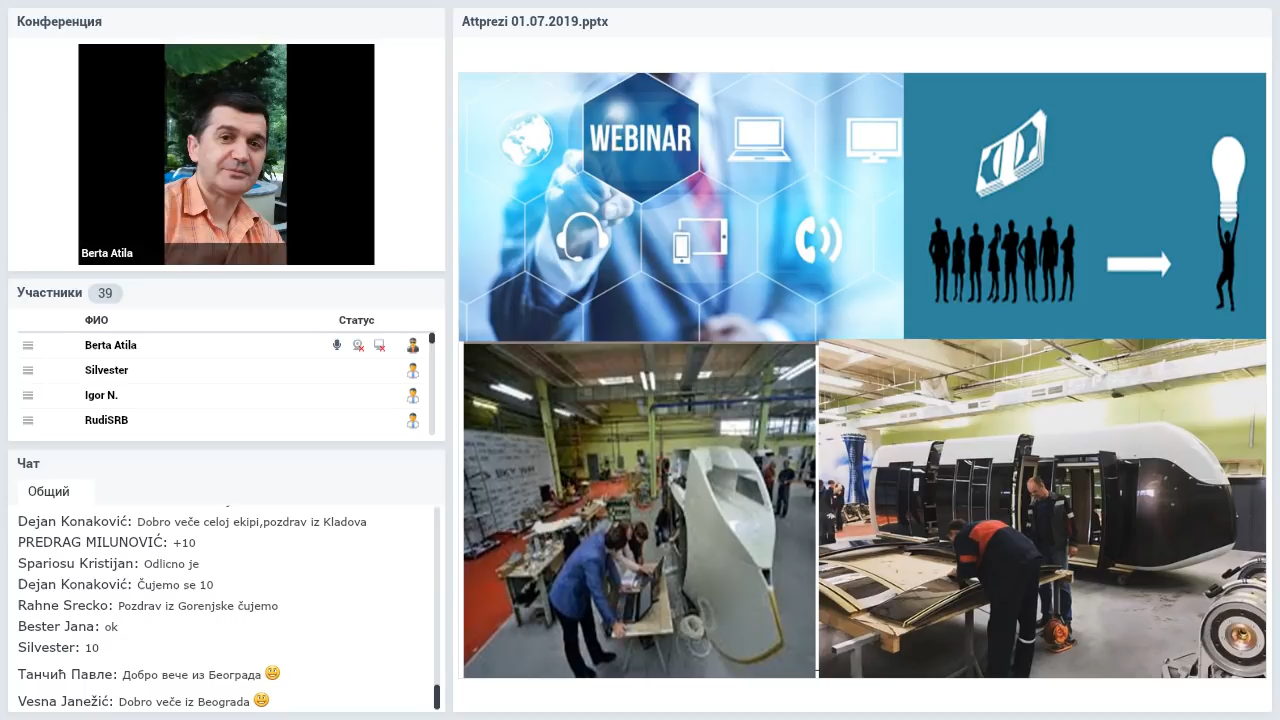 Конференция
Berta Atila
Участники 39
ФИО Статус
Berta Atila
Silvester
Igor N.
RudiSRB
Чат
Общий
Dejan Konaković: Dobro veče celoj ekipi,pozdrav iz Kladova
PREDRAG MILUNOVIĆ: +10
Spariosu Kristijan: Odlicno je
Dejan Konaković: Čujemo se 10
Rahne Srecko: Pozdrav iz Gorenjske čujemo
Bester Jana: ok
Silvester: 10
Танчић Павле: Добро вече из Београда
Vesna Janežić: Dobro veče iz Beograda
Attprezi 01.07.2019.pptx
WEBINAR
SKY WAY